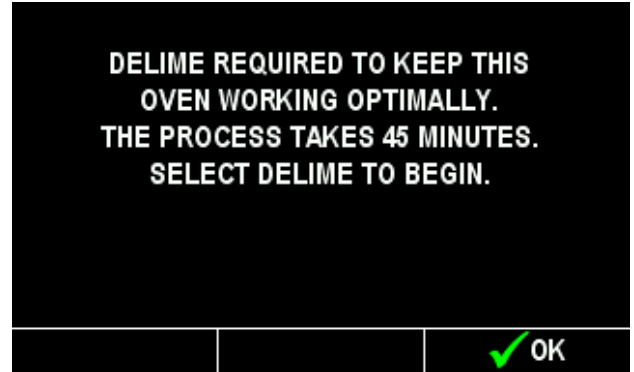 DELIME REQUIRED TO KEEP THIS
OVEN WORKING OPTIMALLY.
THE PROCESS TAKES 45 MINUTES.
SELECT DELIME TO BEGIN.
OK